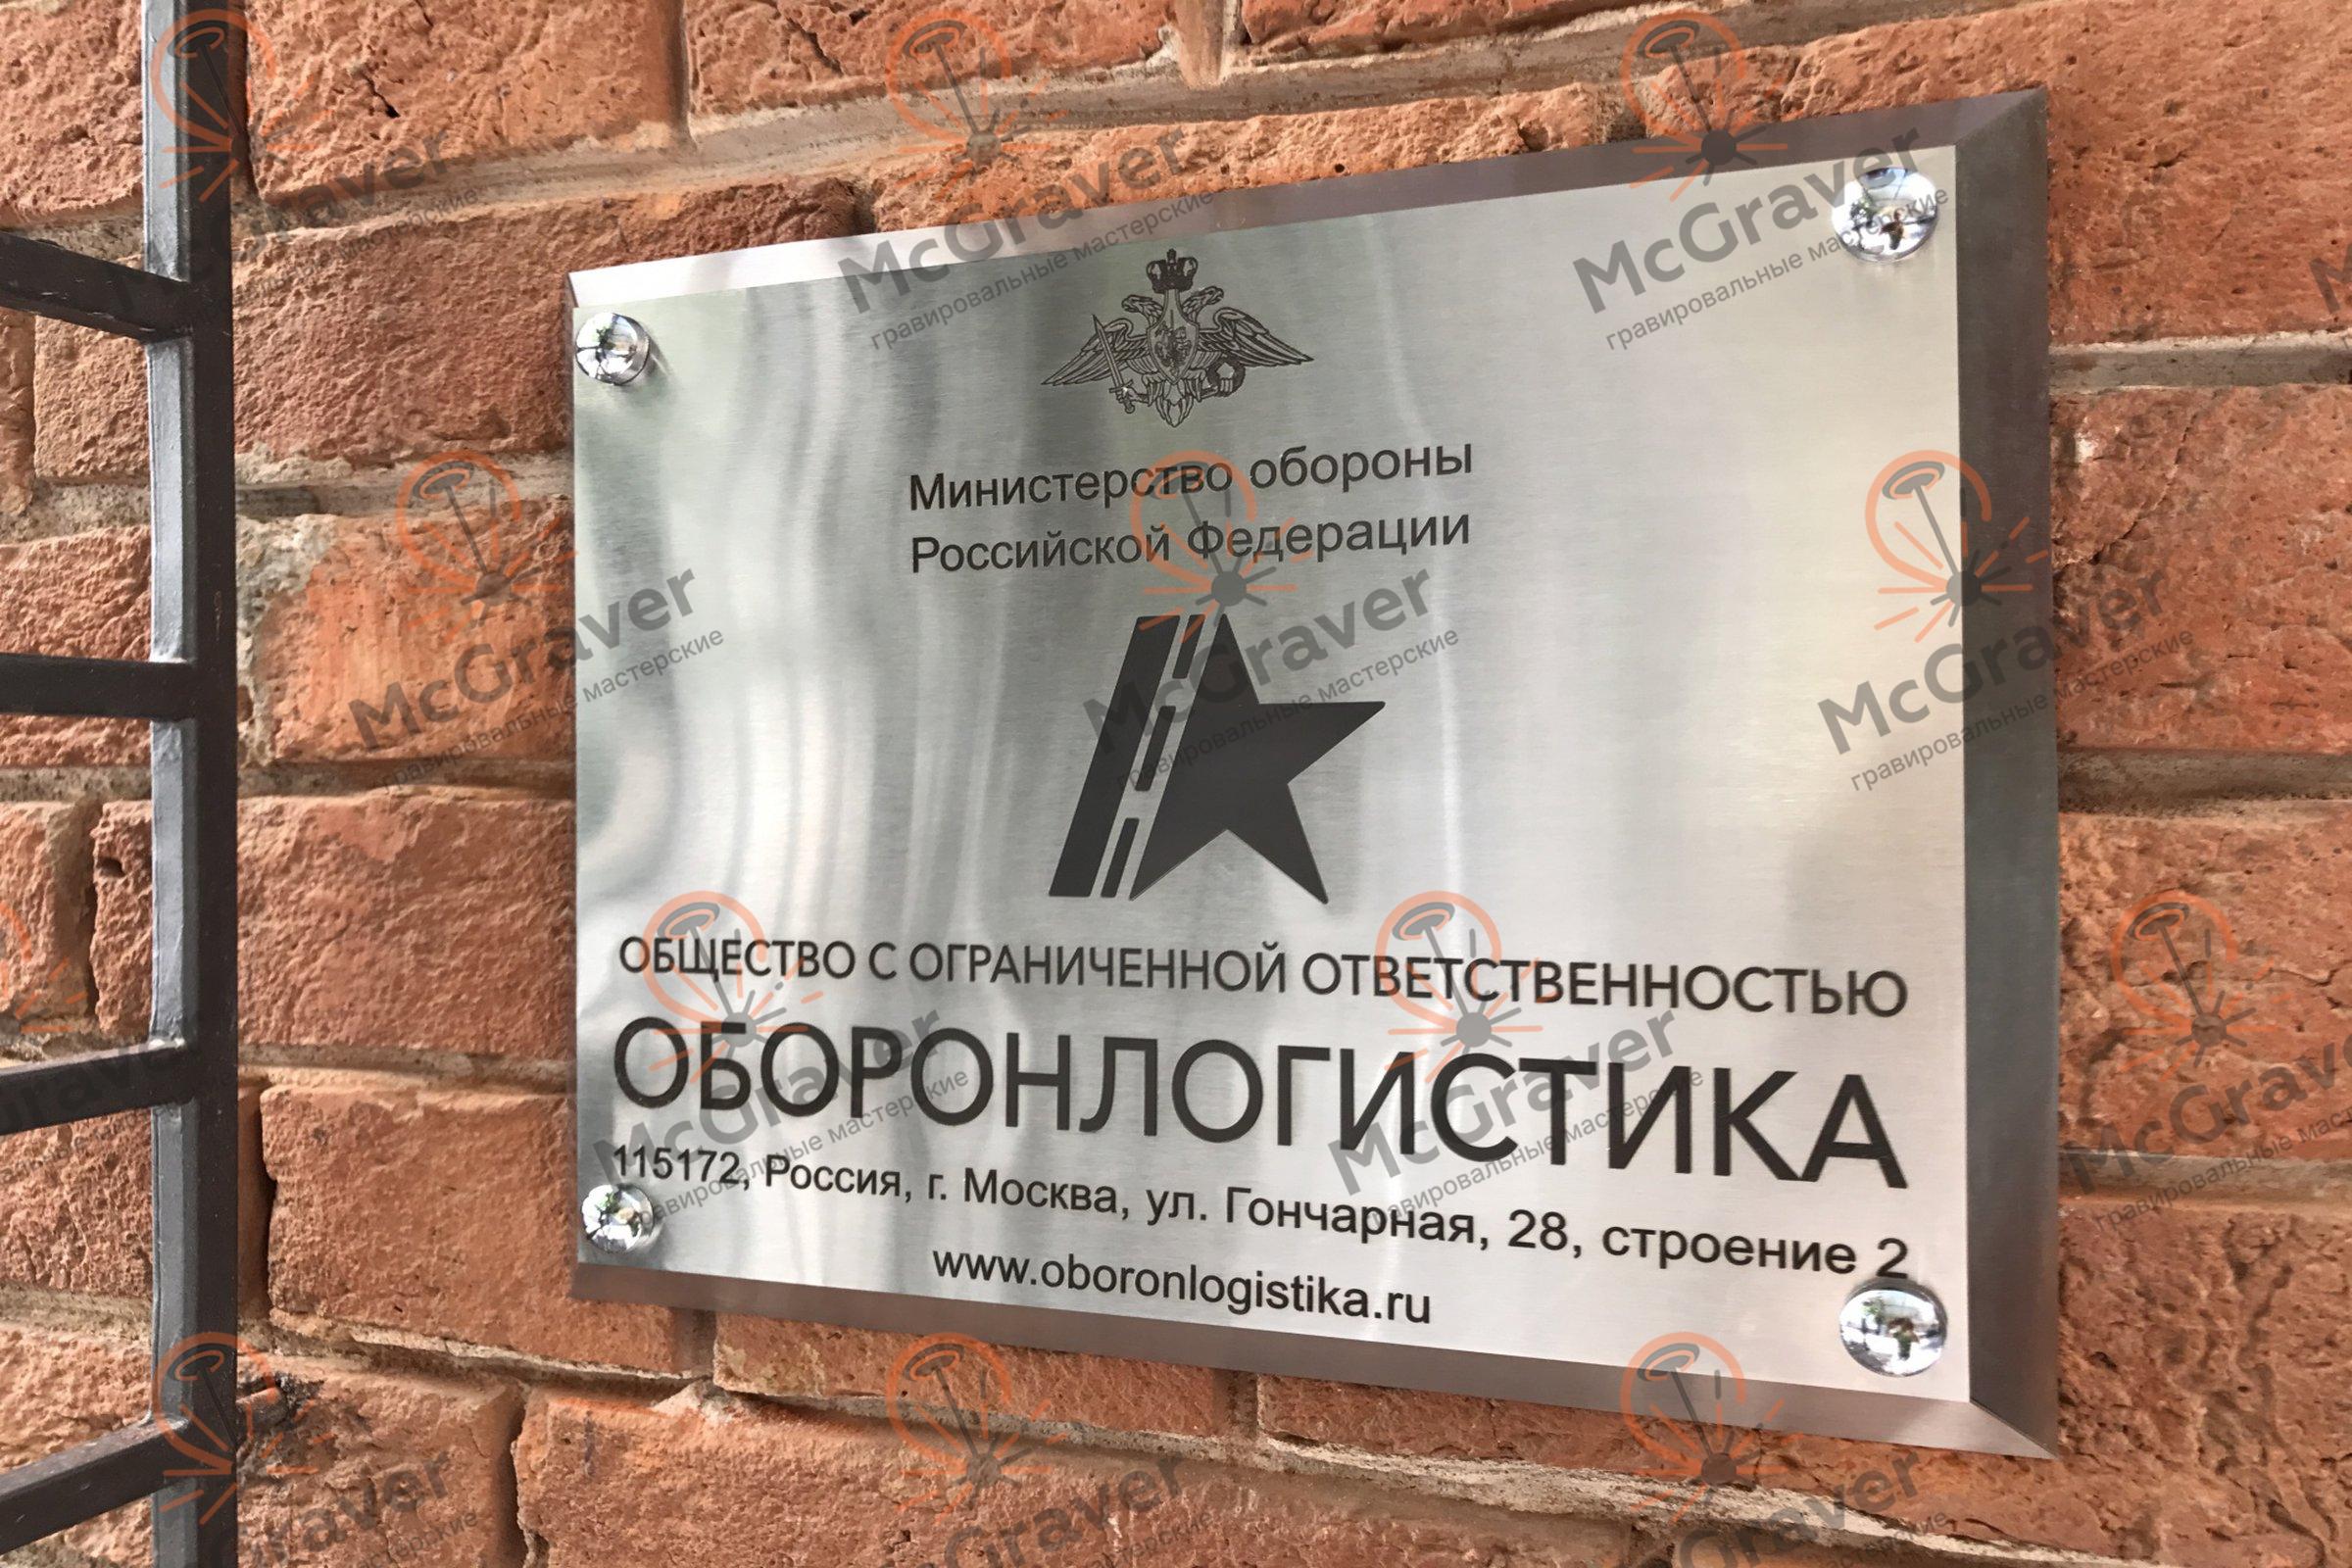 Министерство обороны
Российской Федерации
ОБЩЕСТВО С ОГРАНИЧЕННОЙ ОТВЕТСТВЕННОСТЬЮ
ОБОРОНЛОГИСТИКА
115172, Россия, г. Москва, ул. Гончарная, 28, строение 2
www.oboronlogistika.ru
McGraver
гравировальные мастерские